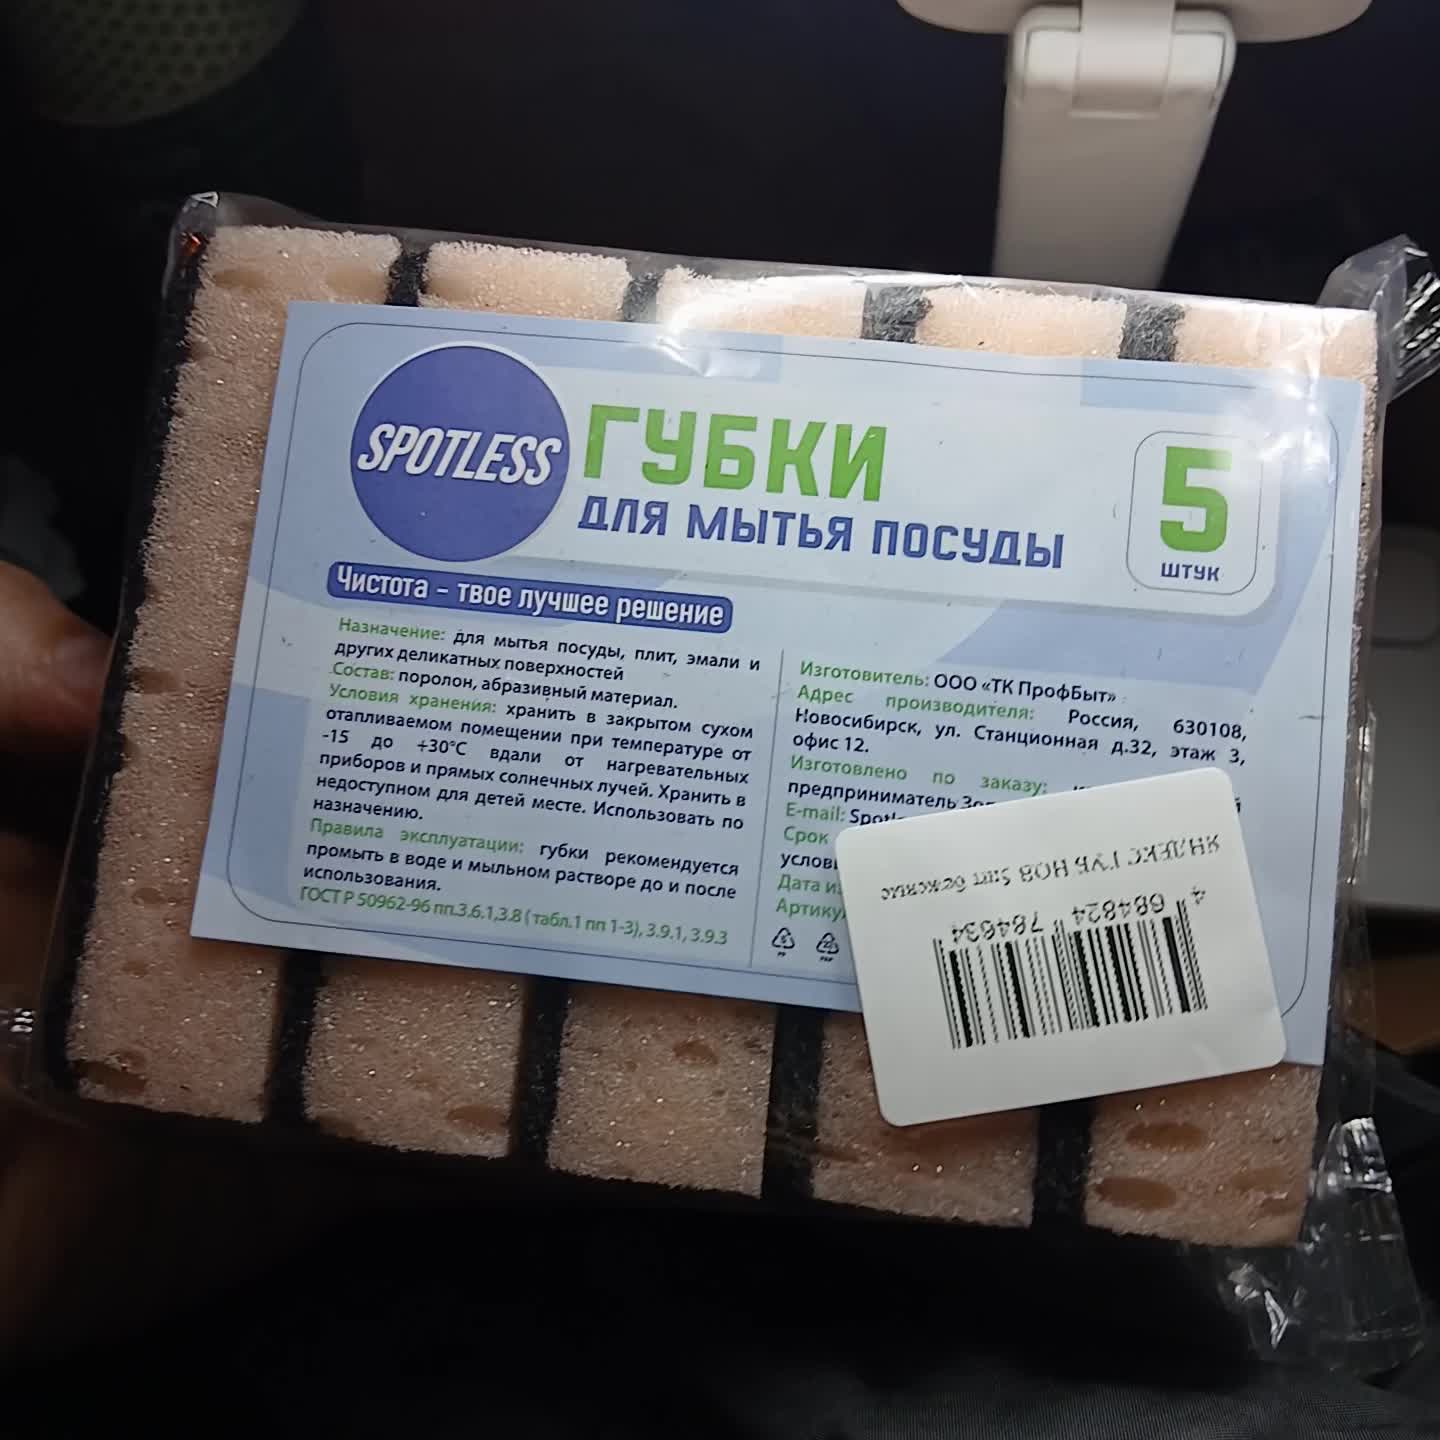 SPOTLESS
ГУБКИ
ДЛЯ МЫТЬЯ ПОСУДЫ
5
ШТУК
Чистота – твое лучшее решение
Назначение: для мытья посуды, плит, эмали и
других деликатных поверхностей
Состав: поролон, абразивный материал.
Условия хранения: хранить в закрытом сухом
отапливаемом помещении при температуре от
-15 до +30°С вдали от нагревательных
приборов и прямых солнечных лучей. Хранить в
недоступном для детей месте. Использовать по
назначению.
Правила эксплуатации: губки рекомендуется
промыть в воде и мыльном растворе до и после
использования.
ГОСТ Р 50962-96 пп.3.6.1,3.8 ( табл.1 пп 1-3), 3.9.1, 3.9.3
Изготовитель: ООО «ТК ПрофБыт»
Адрес производителя: Россия, 630108,
Новосибирск, ул. Станционная д.32, этаж 3,
офис 12.
Изготовлено по заказу:
предприниматель
E-mail:
Срок
Дата
ЯНДЕКС ГУБ НОВ 5шт бежевые
4 684824 784634